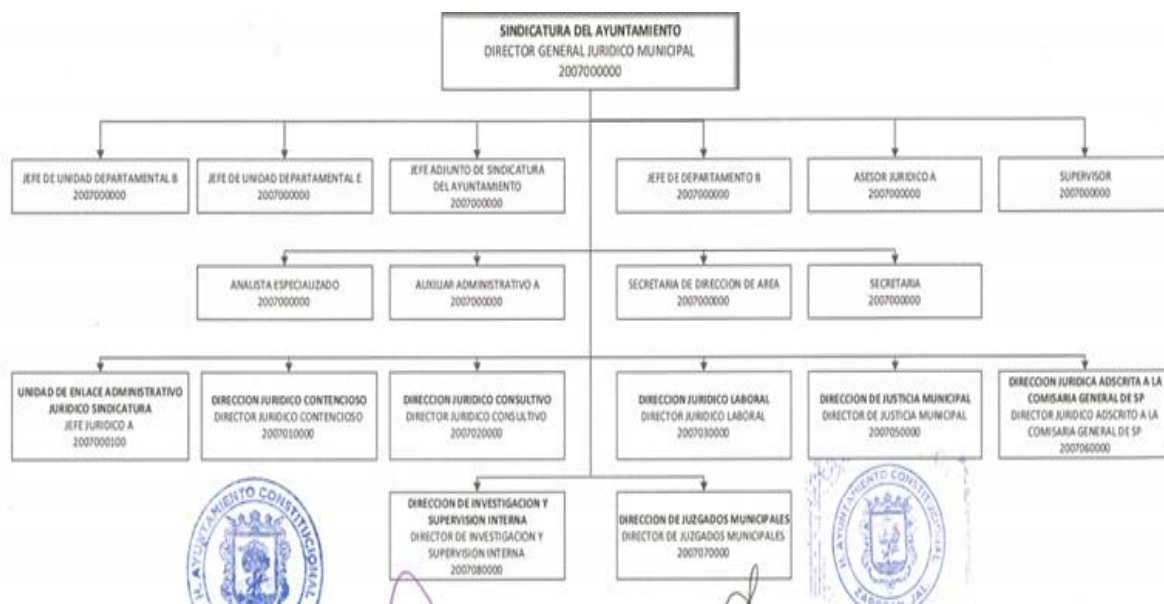 SINDICATURA DEL AYUNTAMIENTO
DIRECTOR GENERAL JURIDICO MUNICIPAL
2007000000
JEFE DE UNIDAD DEPARTAMENTAL B
2007000000
JEFE DE UNIDAD DEPARTAMENTAL E
2007000000
JEFE ADJUNTO DE SINDICATURA
DEL AYUNTAMIENTO
2007000000
JEFE DE DEPARTAMENTO B
2007000000
ASESOR JURIDICO A
2007000000
SUPERVISOR
2007000000
ANALISTA ESPECIALIZADO
2007000000
AUXILIAR ADMINISTRATIVO A
2007000000
SECRETARIA DE DIRECCION DE AREA
2007000000
SECRETARIA
2007000000
UNIDAD DE ENLACE ADMINISTRATIVO
JURIDICO SINDICATURA
JEFE JURIDICO A
2007000100
DIRECCION JURIDICO CONTENCIOSO
DIRECTOR JURIDICO CONTENCIOSO
2007010000
DIRECCION JURIDICO CONSULTIVO
DIRECTOR JURIDICO CONSULTIVO
2007020000
DIRECCION JURIDICO LABORAL
DIRECTOR JURIDICO LABORAL
2007030000
DIRECCION DE JUSTICIA MUNICIPAL
DIRECTOR DE JUSTICIA MUNICIPAL
2007050000
DIRECCION JURIDICA ADSCRITA A LA
COMISARIA GENERAL DE SP
DIRECTOR JURIDICO ADSCRITO A LA
COMISARIA GENERAL DE SP
2007060000
DIRECCION DE INVESTIGACION Y
SUPERVISION INTERNA
DIRECTOR DE INVESTIGACION Y
SUPERVISION INTERNA
2007080000
DIRECCION DE JUZGADOS MUNICIPALES
DIRECTOR DE JUZGADOS MUNICIPALES
2007070000
H. AYUNTAMIENTO CONSTITUCIONAL
H. AYUNTAMIENTO CONSTITUCIONAL
ZAPOPAN, JAL